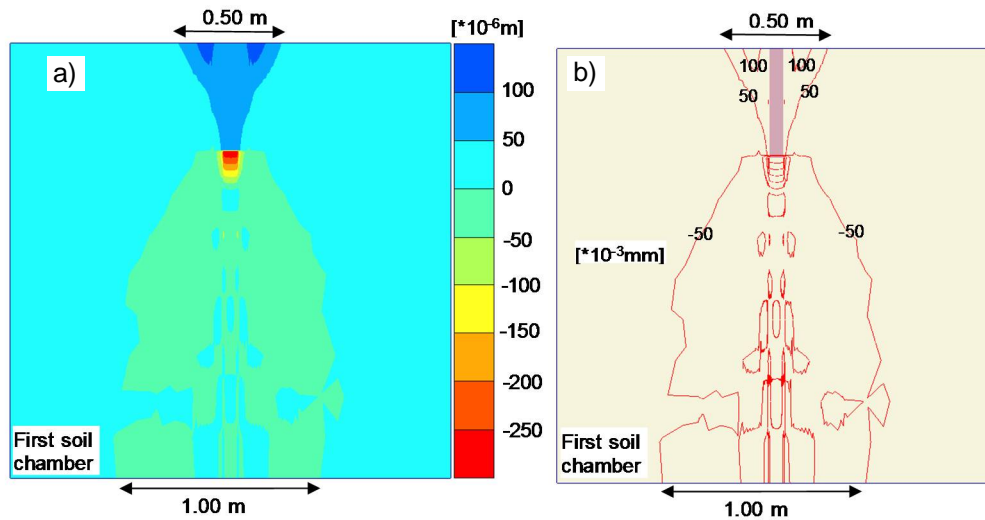 0.50 m
[*10⁻⁶m]
a)
100
50
0
-50
-100
-150
-200
-250
First soil
chamber
1.00 m
0.50 m
b)
100 100
50 50
-50 -50
[*10⁻³mm]
First soil
chamber
1.00 m